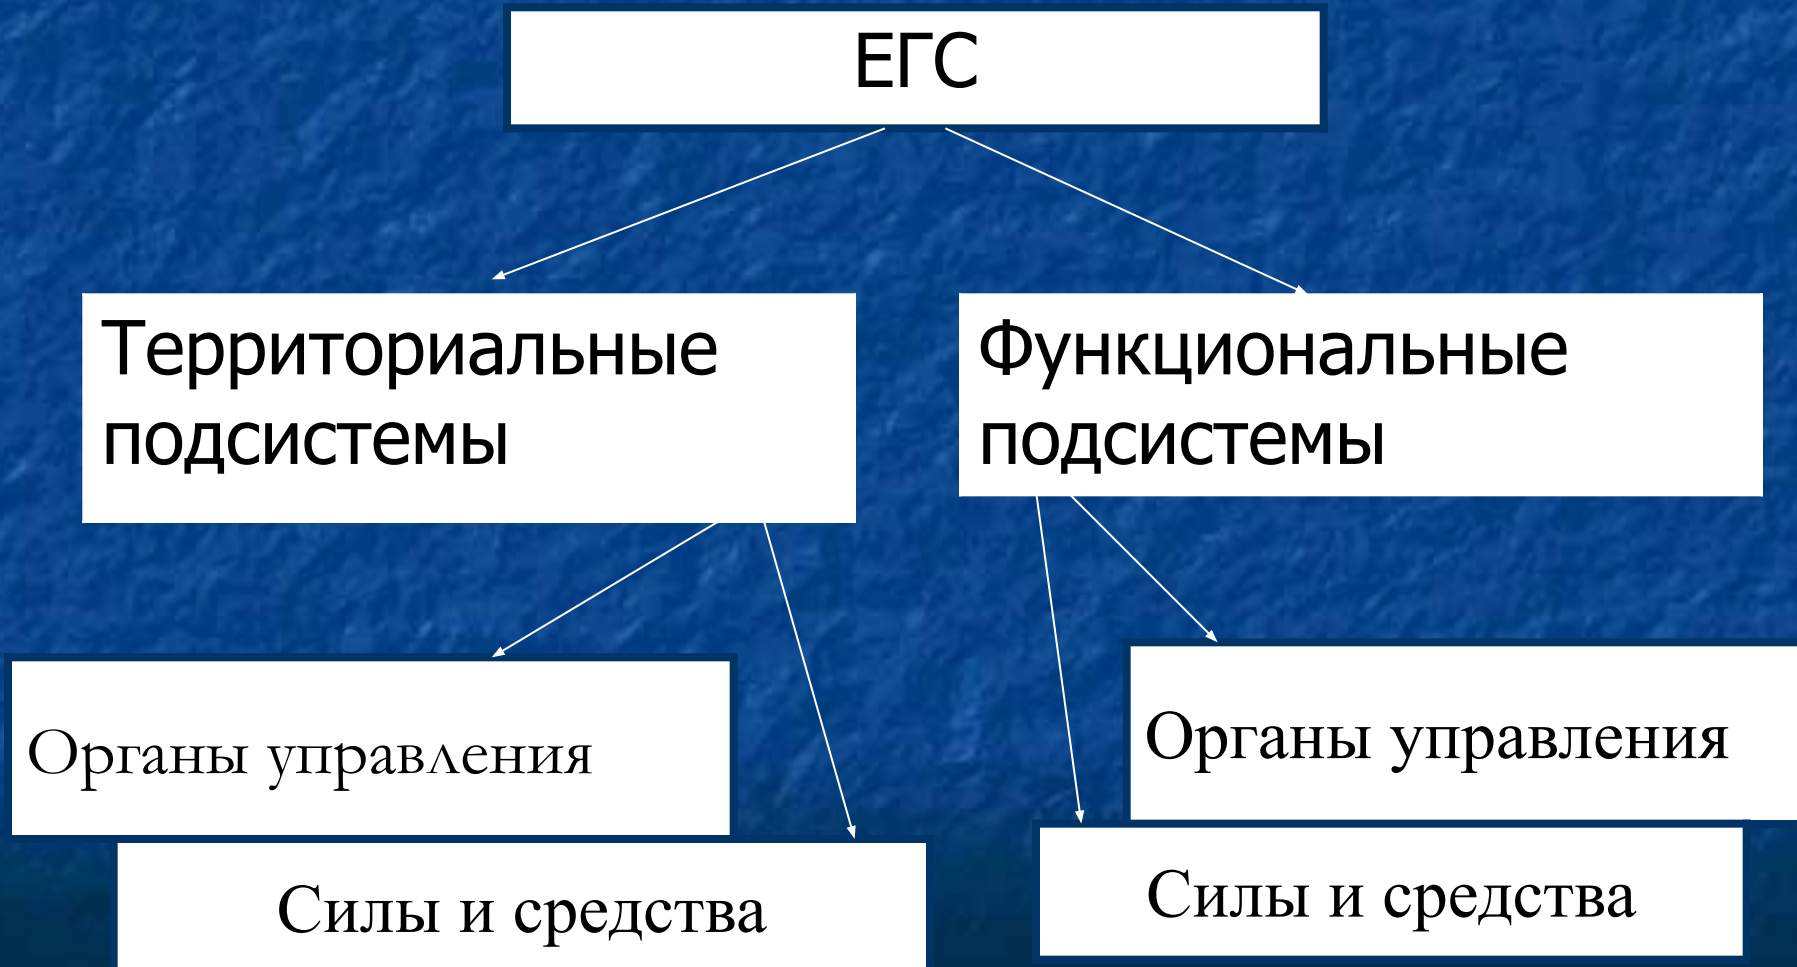 ЕГС
Территориальные
подсистемы
Функциональные
подсистемы
Органы управления
Силы и средства
Органы управления
Силы и средства